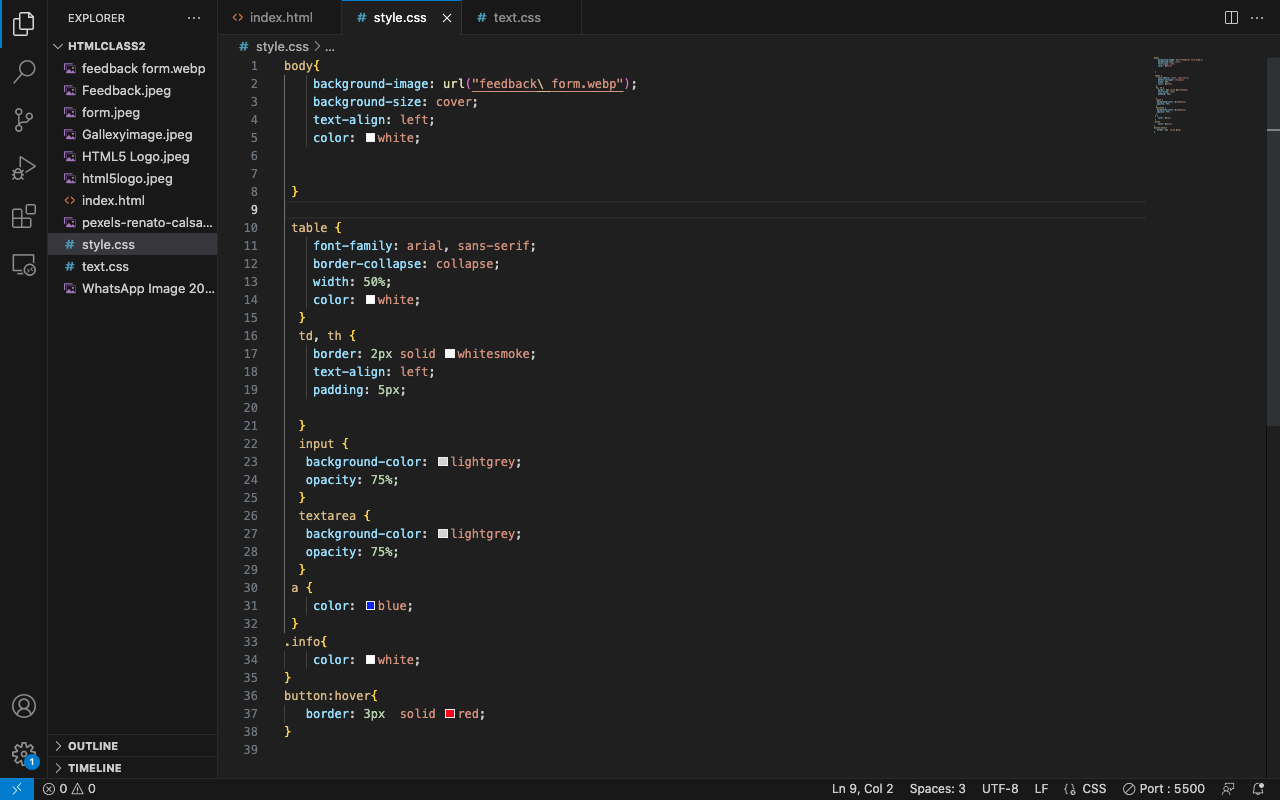 EXPLORER
index.html
style.css
text.css
HTMLCLASS2
feedback form.webp
Feedback.jpeg
form.jpeg
Gallexyimage.jpeg
HTML5 Logo.jpeg
html5logo.jpeg
index.html
pexels-renato-calsa...
style.css
text.css
WhatsApp Image 20...
OUTLINE
TIMELINE
# style.css > ...
1 body{
2 background-image: url("feedback\ form.webp");
3 background-size: cover;
4 text-align: left;
5 color: white;
6
7
8 }
9
10 table {
11 font-family: arial, sans-serif;
12 border-collapse: collapse;
13 width: 50%;
14 color: white;
15 }
16 td, th {
17 border: 2px solid whitesmoke;
18 text-align: left;
19 padding: 5px;
20
21 }
22 input {
23 background-color: lightgrey;
24 opacity: 75%;
25 }
26 textarea {
27 background-color: lightgrey;
28 opacity: 75%;
29 }
30 a {
31 color: blue;
32 }
33 .info{
34 color: white;
35 }
36 button:hover{
37 border: 3px  solid red;
38 }
39
1
0 0 Ln 9, Col 2 Spaces: 3 UTF-8 LF {} CSS Port : 5500